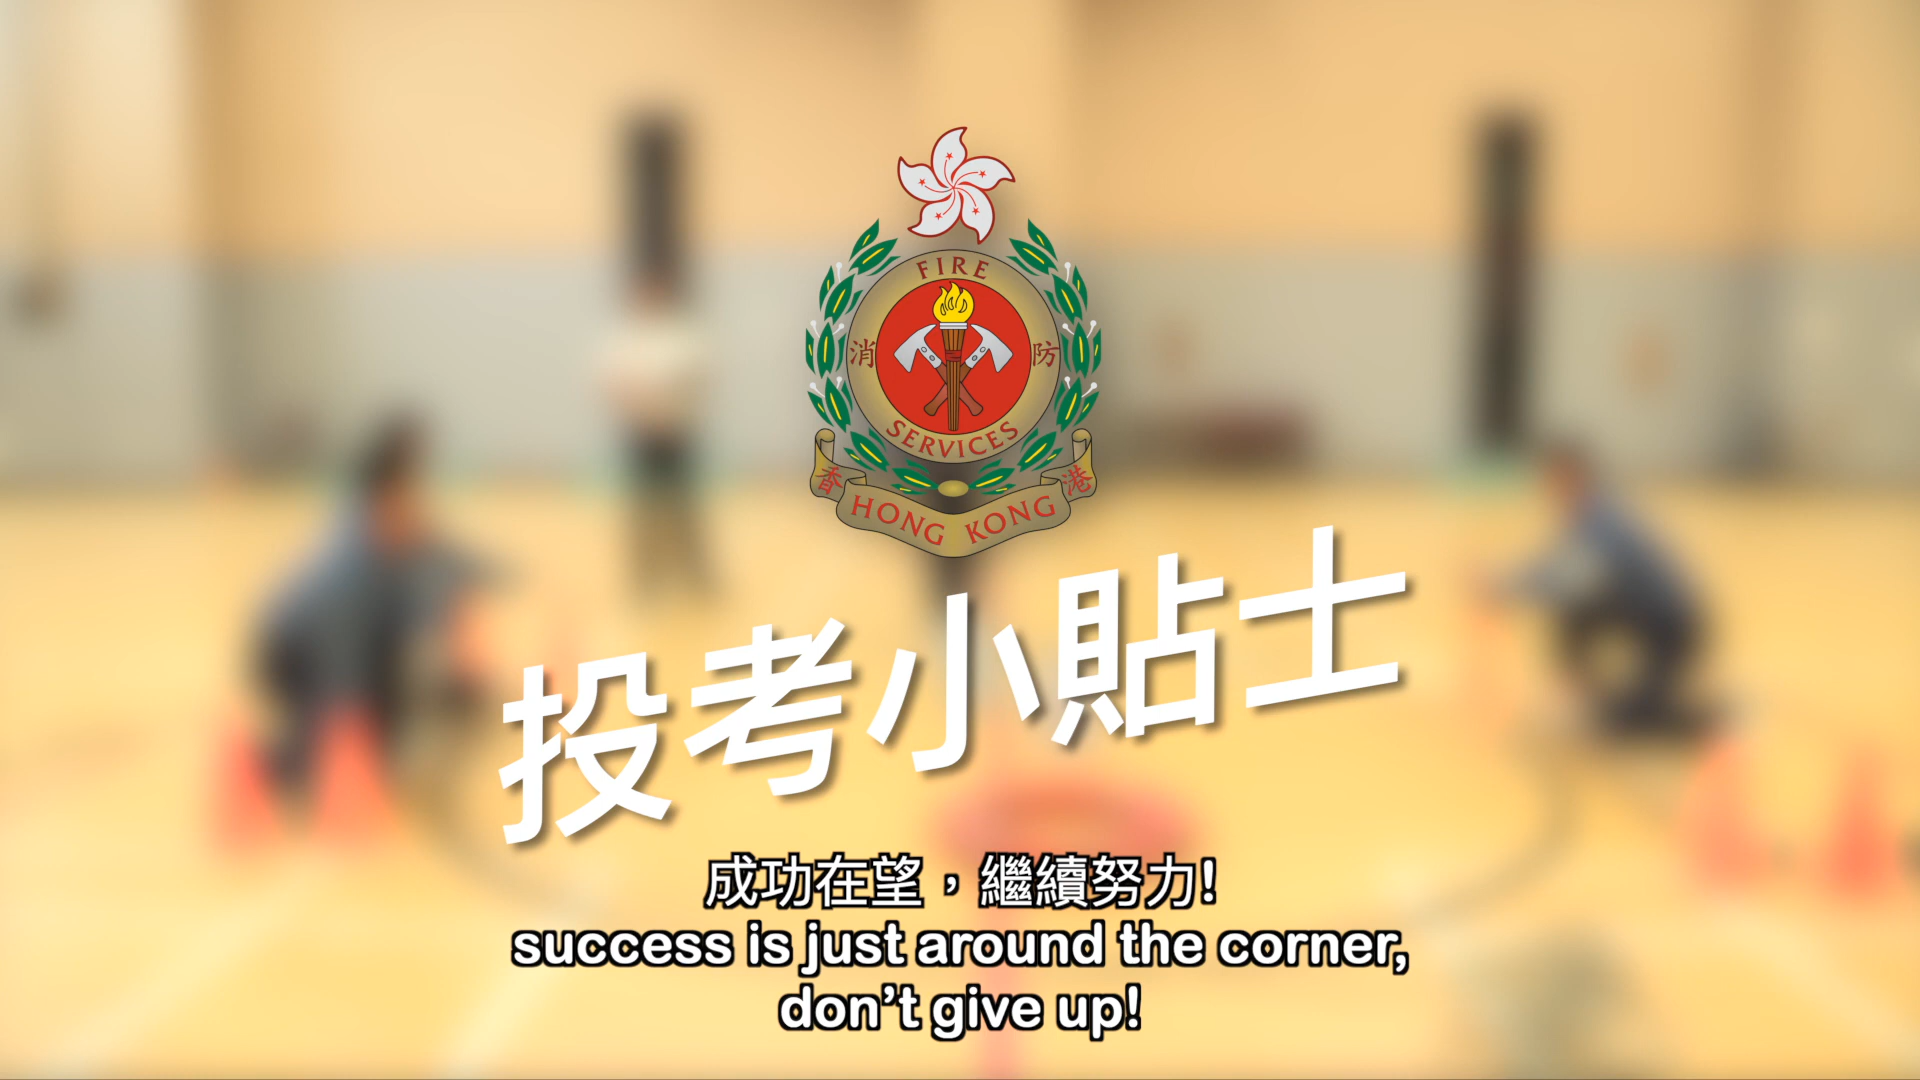 FIRE
消 防
SERVICES
香 HONG KONG 港
投考小貼士
成功在望，繼續努力!
success is just around the corner,
don't give up!